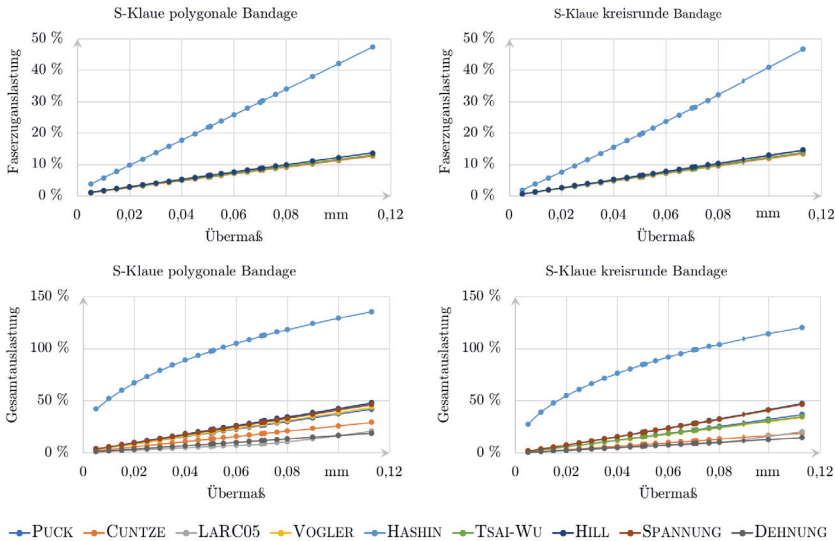 S-Klaue polygonale Bandage
Faserzugauslastung
50 %
40 %
30 %
20 %
10 %
0 %
0 0,02 0,04 0,06 0,08 mm 0,12
Übermaß
S-Klaue kreisrunde Bandage
Faserzugauslastung
50 %
40 %
30 %
20 %
10 %
0 %
0 0,02 0,04 0,06 0,08 mm 0,12
Übermaß
S-Klaue polygonale Bandage
Gesamtauslastung
150 %
100 %
50 %
0 %
0 0,02 0,04 0,06 0,08 mm 0,12
Übermaß
S-Klaue kreisrunde Bandage
Gesamtauslastung
150 %
100 %
50 %
0 %
0 0,02 0,04 0,06 0,08 mm 0,12
Übermaß
PUCK CUNTZE LARC05 VOGLER HASHIN TSAI-WU HILL SPANNUNG DEHNUNG